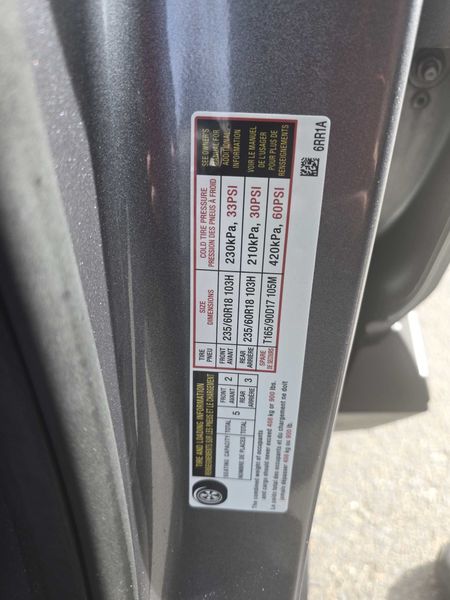 TIRE AND LOADING INFORMATION
RENSEIGNEMENTS SUR LES PNEUS ET LE CHARGEMENT
SEATING CAPACITY TOTAL 5 FRONT 2 REAR 3
NOMBRE DE PLACES TOTAL AVANT ARRIÈRE
The combined weight of occupants
and cargo should never exceed 408 kg or 900 lbs.
Le poids total des occupants et du chargement ne doit
jamais dépasser 408 kg ou 900 lb.
TIRE SIZE COLD TIRE PRESSURE
PNEU DIMENSIONS PRESSION DES PNEUS À FROID
FRONT AVANT 235/60R18 103H 230kPa, 33PSI
REAR ARRIÈRE 235/60R18 103H 210kPa, 30PSI
SPARE DE SECOURS T165/90D17 105M 420kPa, 60PSI
SEE OWNER'S
FOR
ADDITIONAL
INFORMATION
VOIR LE MANUEL
DE L'USAGER
POUR PLUS DE
RENSEIGNEMENTS
6RR1A